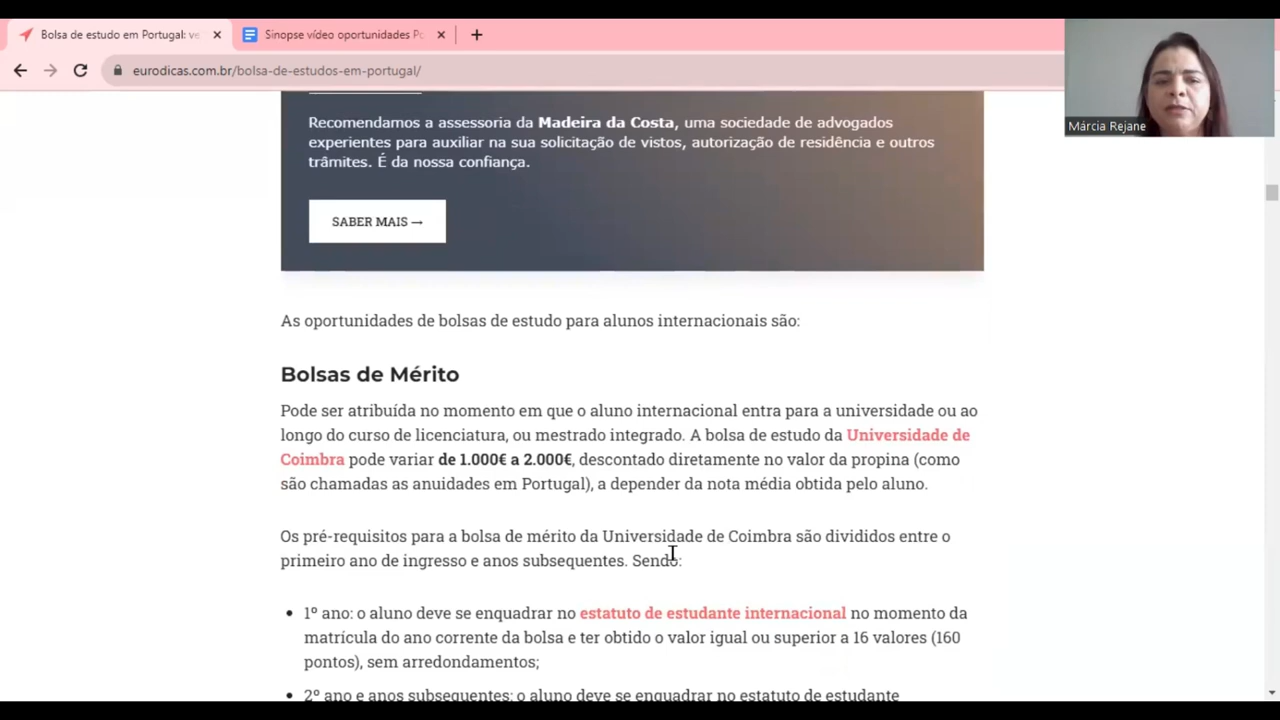 Bolsa de estudo em Portugal: ve
Sinopse vídeo oportunidades Po
eurodicas.com.br/bolsa-de-estudos-em-portugal/
Márcia Rejane
Recomendamos a assessoria da Madeira da Costa, uma sociedade de advogados
experientes para auxiliar na sua solicitação de vistos, autorização de residência e outros
trâmites. É da nossa confiança.
SABER MAIS →
As oportunidades de bolsas de estudo para alunos internacionais são:
Bolsas de Mérito
Pode ser atribuída no momento em que o aluno internacional entra para a universidade ou ao
longo do curso de licenciatura, ou mestrado integrado. A bolsa de estudo da Universidade de
Coimbra pode variar de 1.000€ a 2.000€, descontado diretamente no valor da propina (como
são chamadas as anuidades em Portugal), a depender da nota média obtida pelo aluno.
Os pré-requisitos para a bolsa de mérito da Universidade de Coimbra são divididos entre o
primeiro ano de ingresso e anos subsequentes. Sendo:
• 1º ano: o aluno deve se enquadrar no estatuto de estudante internacional no momento da
matrícula do ano corrente da bolsa e ter obtido o valor igual ou superior a 16 valores (160
pontos), sem arredondamentos;
• 2º ano e anos subsequentes: o aluno deve se enquadrar no estatuto de estudante